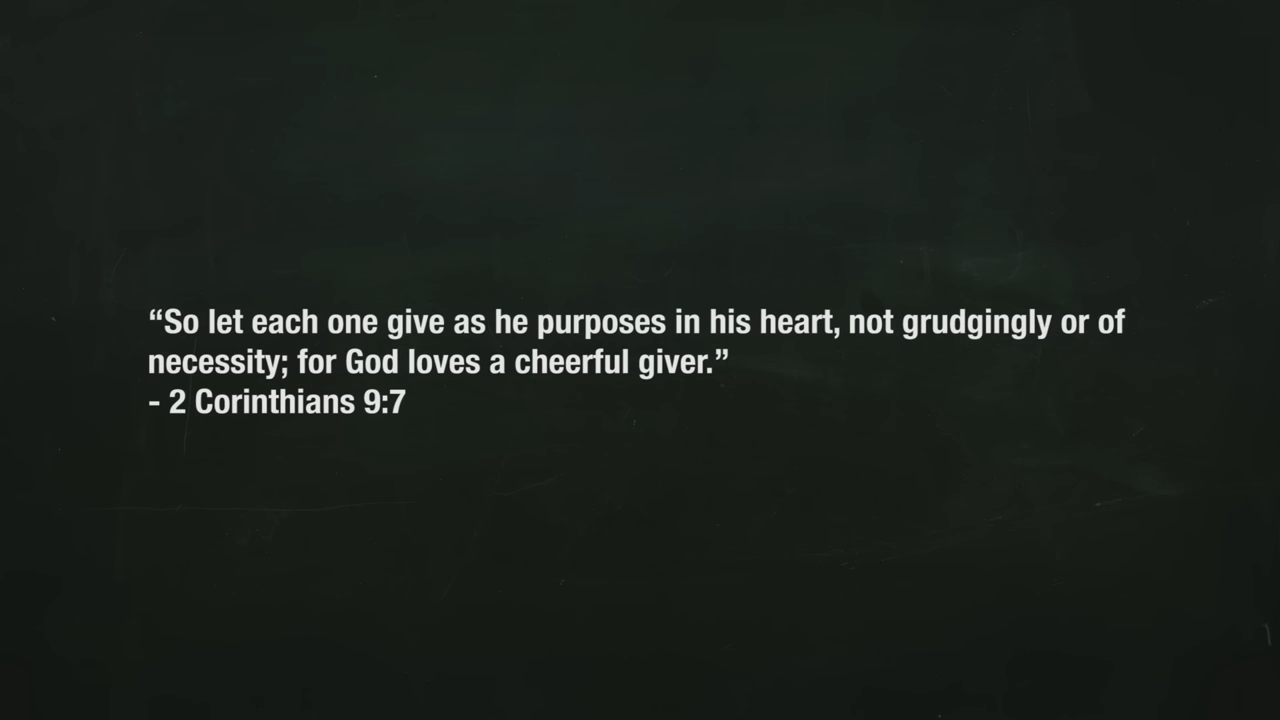 “So let each one give as he purposes in his heart, not grudgingly or of
necessity; for God loves a cheerful giver.”
- 2 Corinthians 9:7